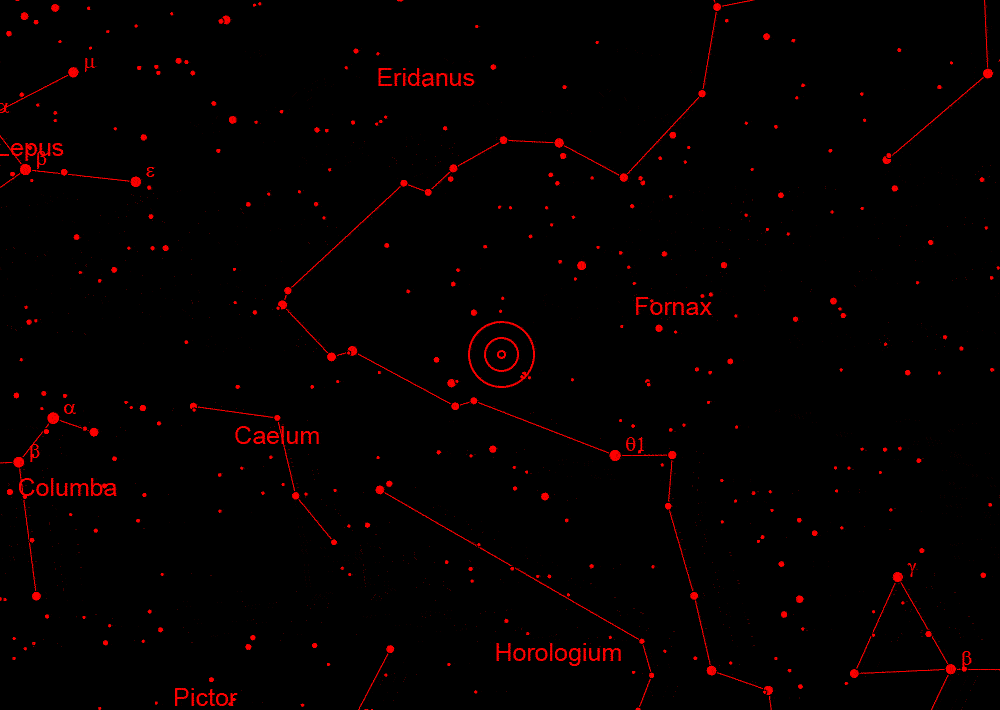 Eridanus
μ
α
Lepus
β
ε
Fornax
α
Caelum
β
θ1
Columba
γ
Horologium
β
Pictor